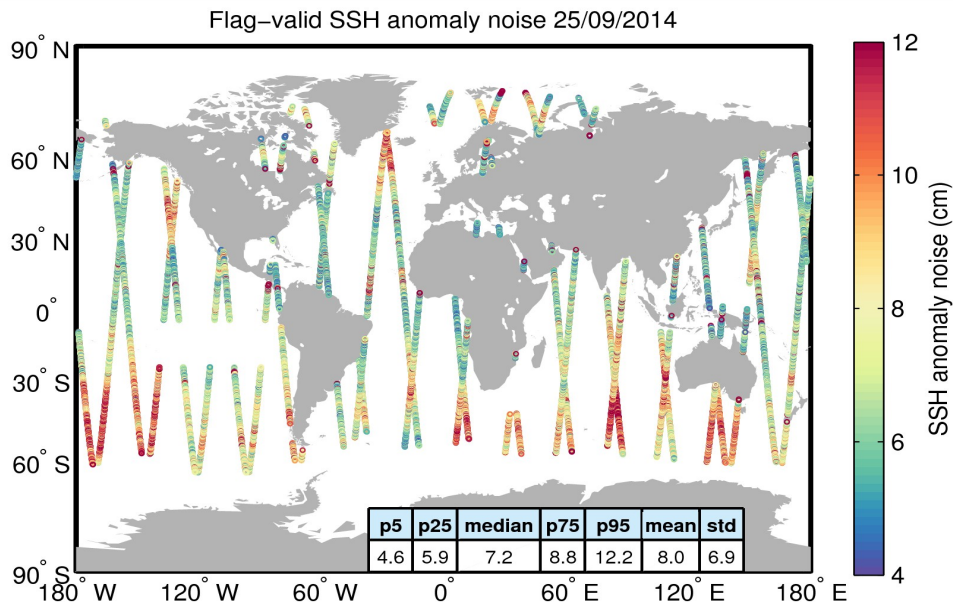 Flag−valid SSH anomaly noise 25/09/2014
90° N
60° N
30° N
0°
30° S
60° S
90° S
180° W
120° W
60° W
0°
60° E
120° E
180° E
p5 p25 median p75 p95 mean std
4.6 5.9 7.2 8.8 12.2 8.0 6.9
12
10
8
6
4
SSH anomaly noise (cm)